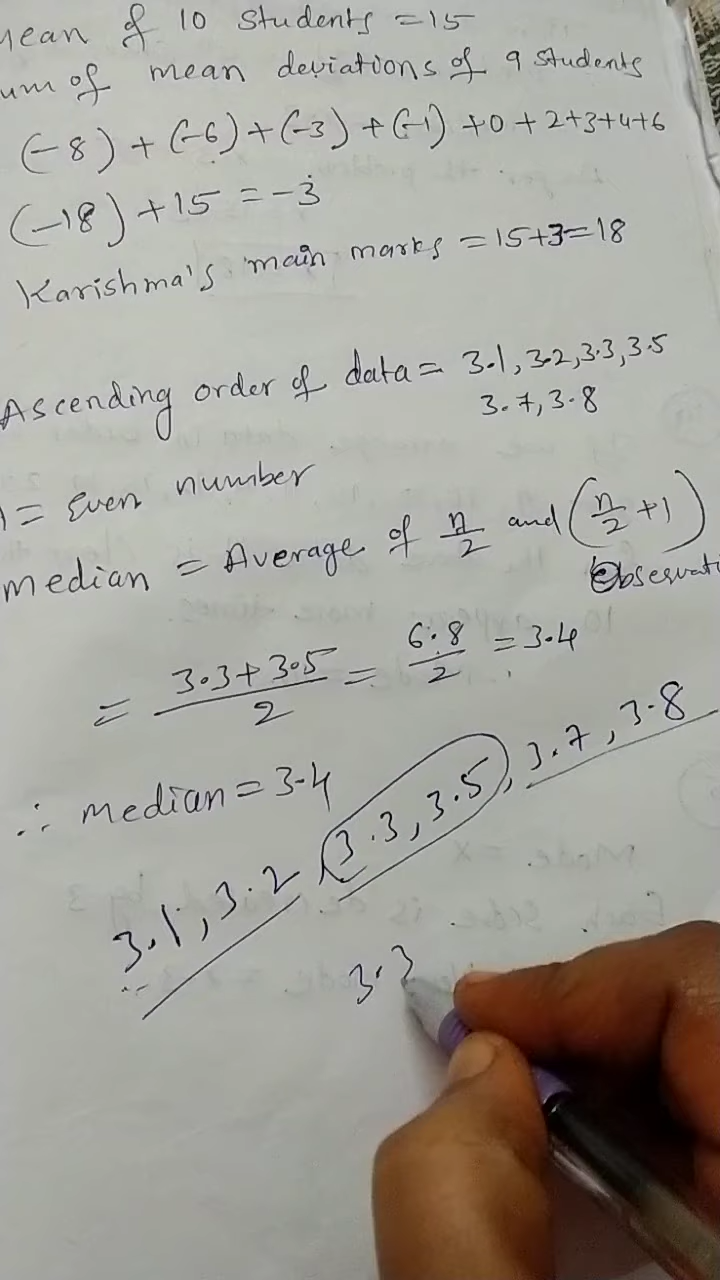 mean of 10 students = 15
um of mean deviations of 9 students
(-8) + (-6) + (-3) + (-1) + 0 + 2+3+4+6
(-18) + 15 = -3
Karishma's main marks = 15+3=18
Ascending order of data = 3.1, 3.2, 3.3, 3.5
3.7, 3.8
= Even number
median = Average of n/2 and (n/2 +1)
Observati
= 3.3+3.5/2 = 6.8/2 = 3.4
∴ median = 3.4
3.1, 3.2, 3.3, 3.5, 3.7, 3.8
3.3